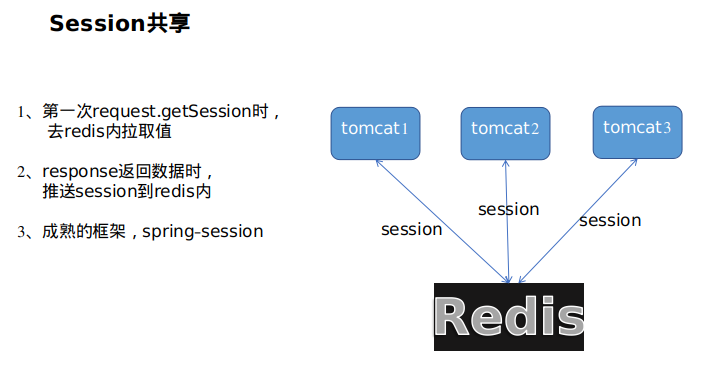 Session共享
1、第一次request.getSession时，
去redis内拉取值
2、response返回数据时，
推送session到redis内
3、成熟的框架，spring-session
tomcat1
tomcat2
tomcat3
session
session
session
Redis